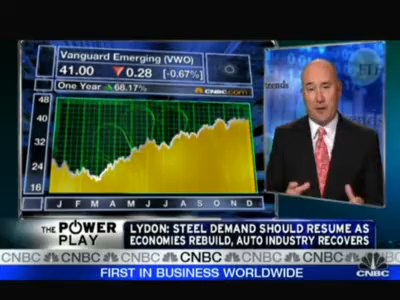 Vanguard Emerging (VWO)
41.00 ▼ 0.28 [-0.67%]
One Year ▲ 68.17% CNBC.com
48
40
32
24
16
J F M A M J J A S O N D
trends
THE POWER PLAY
LYDON: STEEL DEMAND SHOULD RESUME AS
ECONOMIES REBUILD, AUTO INDUSTRY RECOVERS
CNBC CNBC CNBC CNBC CNBC CNBC CNBC
FIRST IN BUSINESS WORLDWIDE